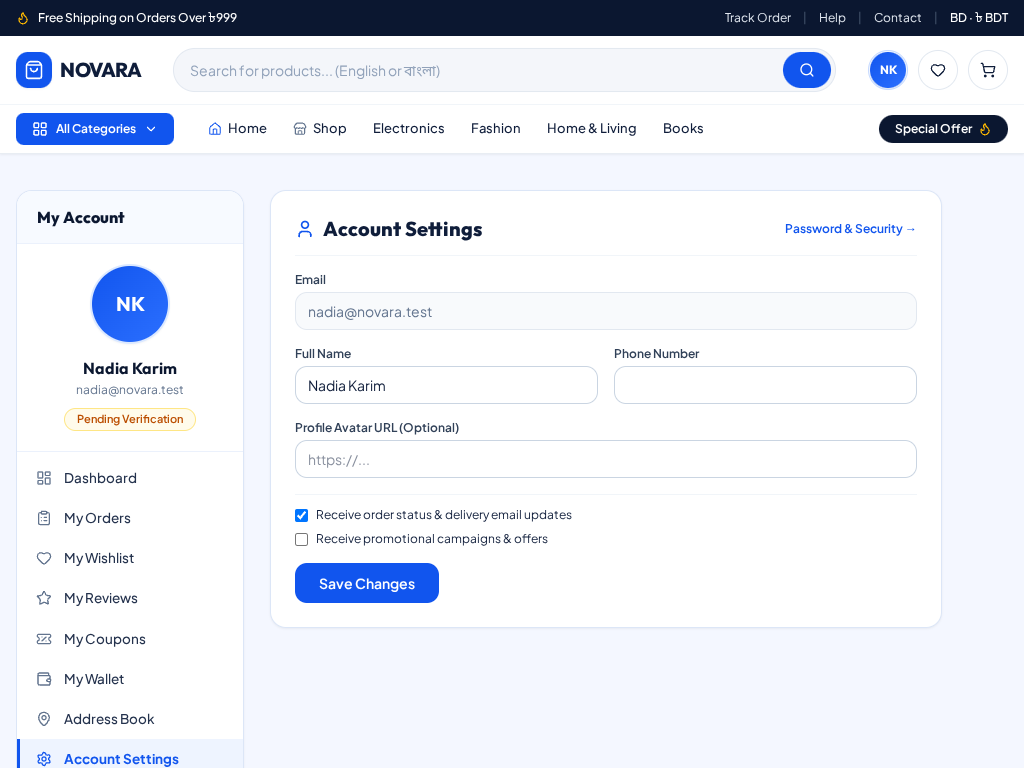 Free Shipping on Orders Over ৳999
Track Order | Help | Contact | BD · ৳ BDT
NOVARA
Search for products... (English or বাংলা)
NK
All Categories
Home
Shop
Electronics
Fashion
Home & Living
Books
Special Offer
My Account
NK
Nadia Karim
nadia@novara.test
Pending Verification
Dashboard
My Orders
My Wishlist
My Reviews
My Coupons
My Wallet
Address Book
Account Settings
Account Settings
Password & Security →
Email
nadia@novara.test
Full Name
Phone Number
Nadia Karim
Profile Avatar URL (Optional)
https://...
Receive order status & delivery email updates
Receive promotional campaigns & offers
Save Changes